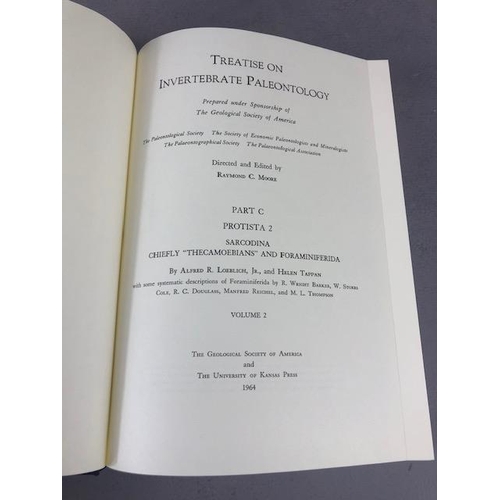 TREATISE ON
INVERTEBRATE PALEONTOLOGY
Prepared under Sponsorship of
The Geological Society of America
The Paleontological Society The Society of Economic Paleontologists and Mineralogists
The Palaeontographical Society The Palaeontological Association
Directed and Edited by
RAYMOND C. MOORE
PART C
PROTISTA 2
SARCODINA
CHIEFLY "THECAMOEBIANS" AND FORAMINIFERIDA
By ALFRED R. LOEBLICH, JR., and HELEN TAPPAN
with some systematic descriptions of Foraminiferida by R. WRIGHT BARKER, W. STORRS
COLE, R. C. DOUGLASS, MANFRED REICHEL, and M. L. THOMPSON
VOLUME 2
THE GEOLOGICAL SOCIETY OF AMERICA
and
THE UNIVERSITY OF KANSAS PRESS
1964